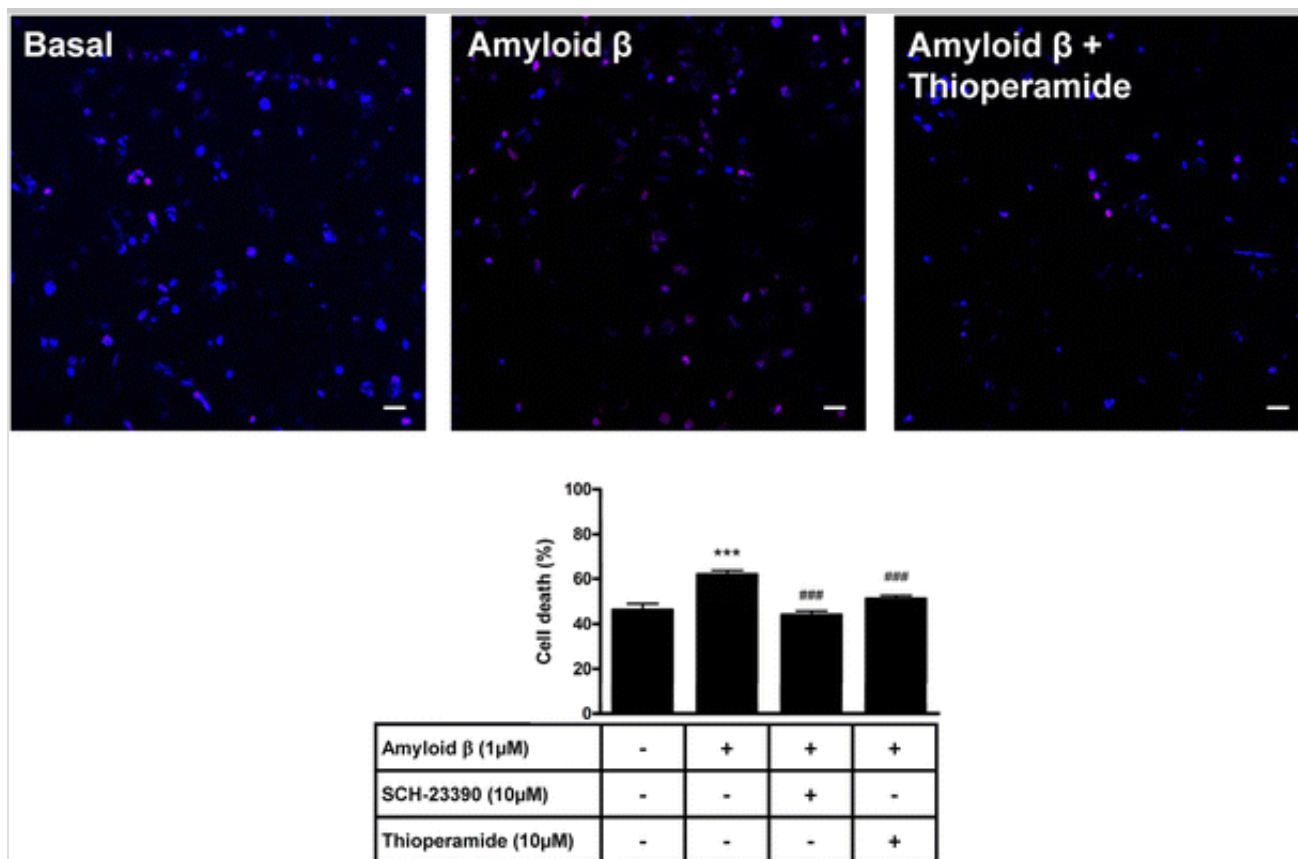 Basal
Amyloid β
Amyloid β +
Thioperamide
100
80
60
40
20
0
Cell death (%)
***
###
###
Amyloid β (1µM) - + + +
SCH-23390 (10µM) - - + -
Thioperamide (10µM) - - - +